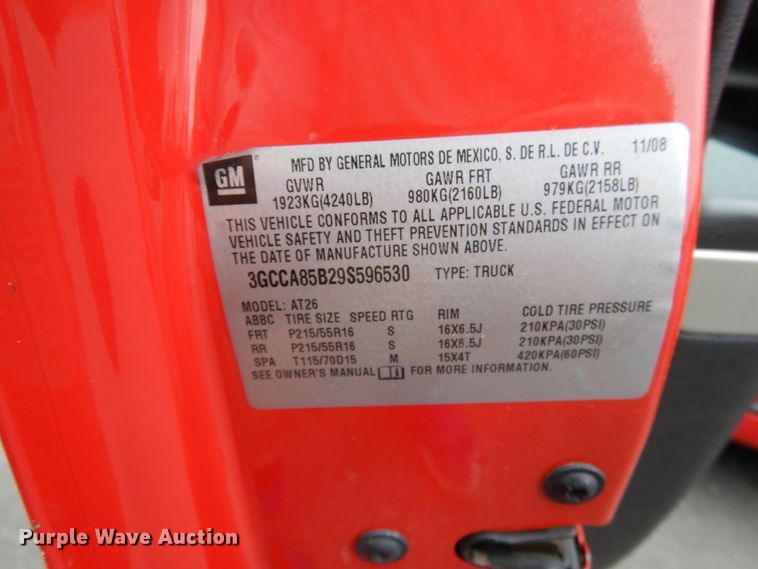 GM
MFD BY GENERAL MOTORS DE MEXICO, S. DE R.L. DE C.V. 11/08
GVWR GAWR FRT GAWR RR
1923KG(4240LB) 980KG(2160LB) 979KG(2158LB)
THIS VEHICLE CONFORMS TO ALL APPLICABLE U.S. FEDERAL MOTOR
VEHICLE SAFETY AND THEFT PREVENTION STANDARDS IN EFFECT ON
THE DATE OF MANUFACTURE SHOWN ABOVE.
3GCCA85B29S596530 TYPE: TRUCK
MODEL: AT26
ABBC TIRE SIZE SPEED RTG RIM COLD TIRE PRESSURE
FRT P215/55R16 S 16X6.5J 210KPA(30PSI)
RR P215/55R16 S 16X6.5J 210KPA(30PSI)
SPA T115/70D15 M 15X4T 420KPA(60PSI)
SEE OWNER'S MANUAL FOR MORE INFORMATION.
Purple Wave Auction